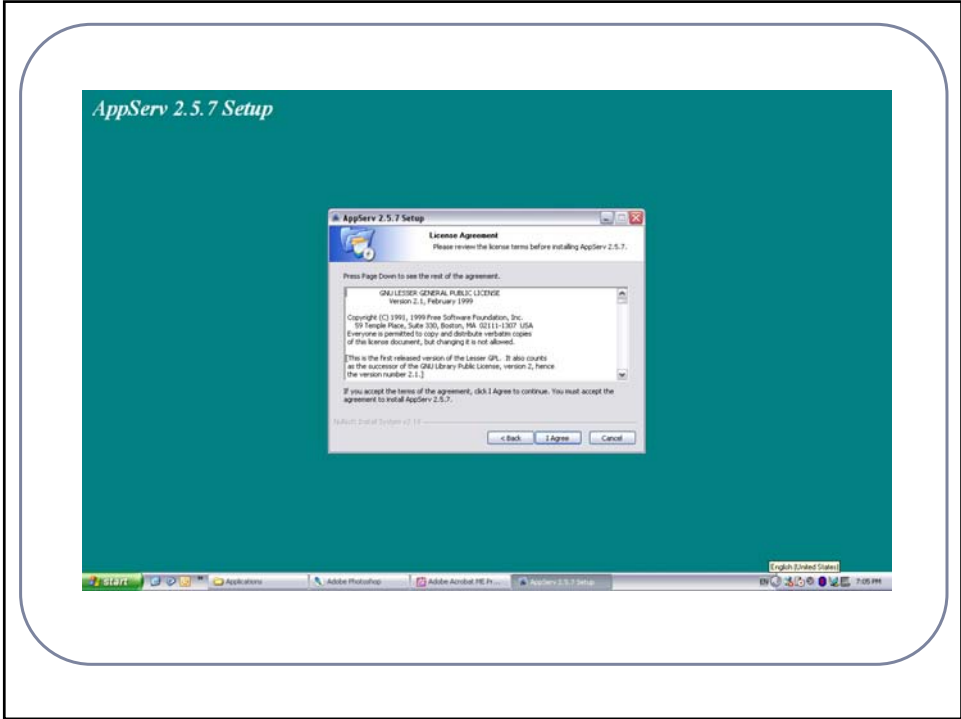 AppServ 2.5.7 Setup
AppServ 2.5.7 Setup
License Agreement
Please review the license terms before installing AppServ 2.5.7.
Press Page Down to see the rest of the agreement.
GNU LESSER GENERAL PUBLIC LICENSE
Version 2.1, February 1999
Copyright (C) 1991, 1999 Free Software Foundation, Inc.
59 Temple Place, Suite 330, Boston, MA 02111-1307 USA
Everyone is permitted to copy and distribute verbatim copies
of this license document, but changing it is not allowed.
[This is the first released version of the Lesser GPL. It also counts
as the successor of the GNU Library Public License, version 2, hence
the version number 2.1.]
If you accept the terms of the agreement, click I Agree to continue. You must accept the
agreement to install AppServ 2.5.7.
Nullsoft Install System
< Back I Agree Cancel
English (United States)
start Applications Adobe Photoshop Adobe Acrobat ME Pr... AppServ 2.5.7 Setup EN 7:05 PM